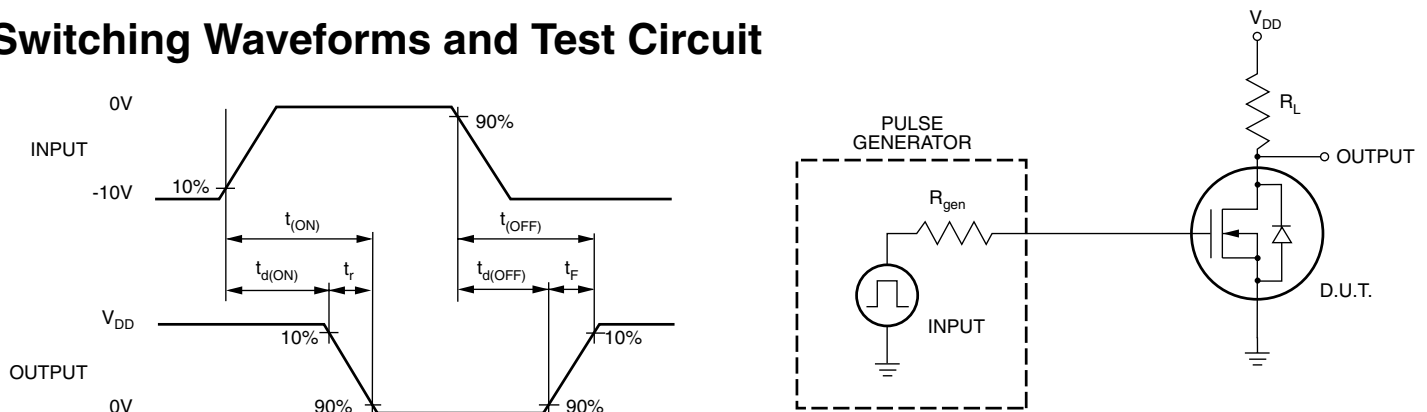 Switching Waveforms and Test Circuit
0V
INPUT
-10V
10%
90%
t(ON)
t(OFF)
td(ON)
tr
td(OFF)
tF
VDD
10%
10%
OUTPUT
0V
90%
90%
VDD
RL
OUTPUT
PULSE
GENERATOR
Rgen
INPUT
D.U.T.